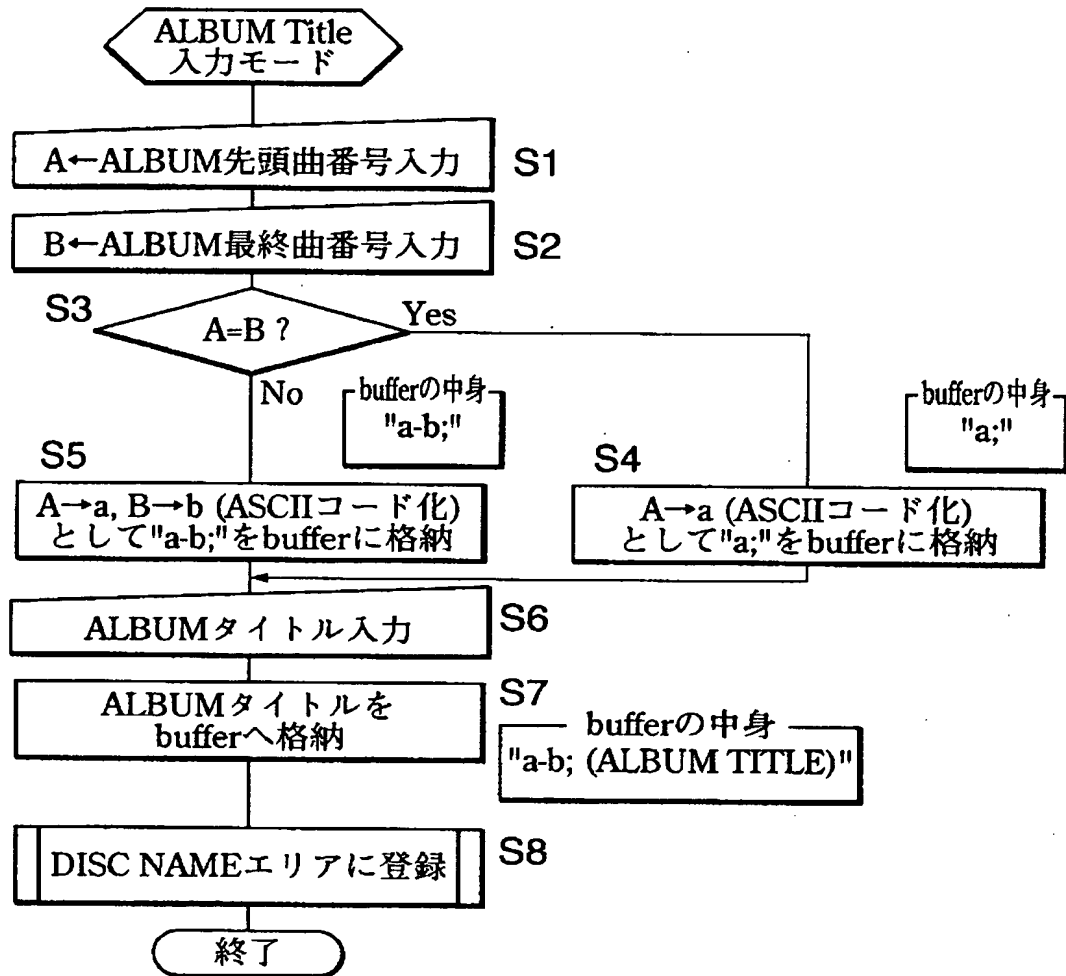 ALBUM Title
入力モード
A←ALBUM先頭曲番号入力
S1
B←ALBUM最終曲番号入力
S2
S3
A=B ?
Yes
No
bufferの中身
"a-b;"
bufferの中身
"a;"
S5
S4
A→a, B→b (ASCIIコード化)
として"a-b;"をbufferに格納
A→a (ASCIIコード化)
として"a;"をbufferに格納
ALBUMタイトル入力
S6
ALBUMタイトルを
bufferへ格納
S7
bufferの中身
"a-b; (ALBUM TITLE)"
DISC NAMEエリアに登録
S8
終了